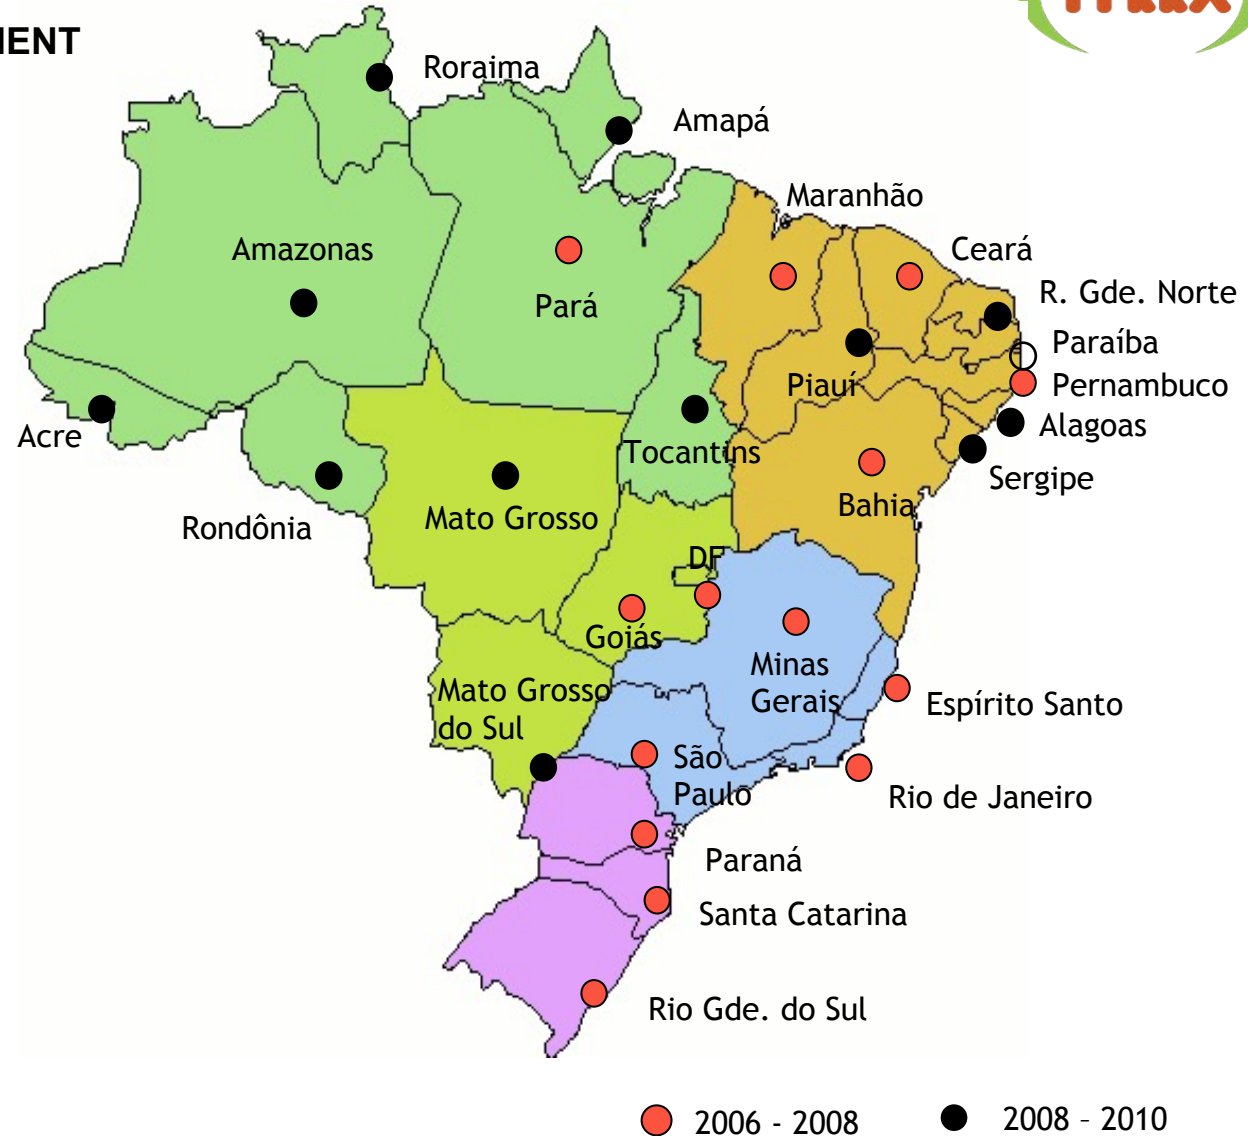 Roraima
Amapá
Maranhão
Amazonas
Ceará
Pará
R. Gde. Norte
Paraíba
Piauí
Pernambuco
Alagoas
Acre
Tocantins
Sergipe
Bahia
Mato Grosso
Rondônia
DF
Goiás
Minas
Gerais
Mato Grosso
do Sul
Espírito Santo
São
Paulo
Rio de Janeiro
Paraná
Santa Catarina
Rio Gde. do Sul
2006 - 2008
2008 – 2010